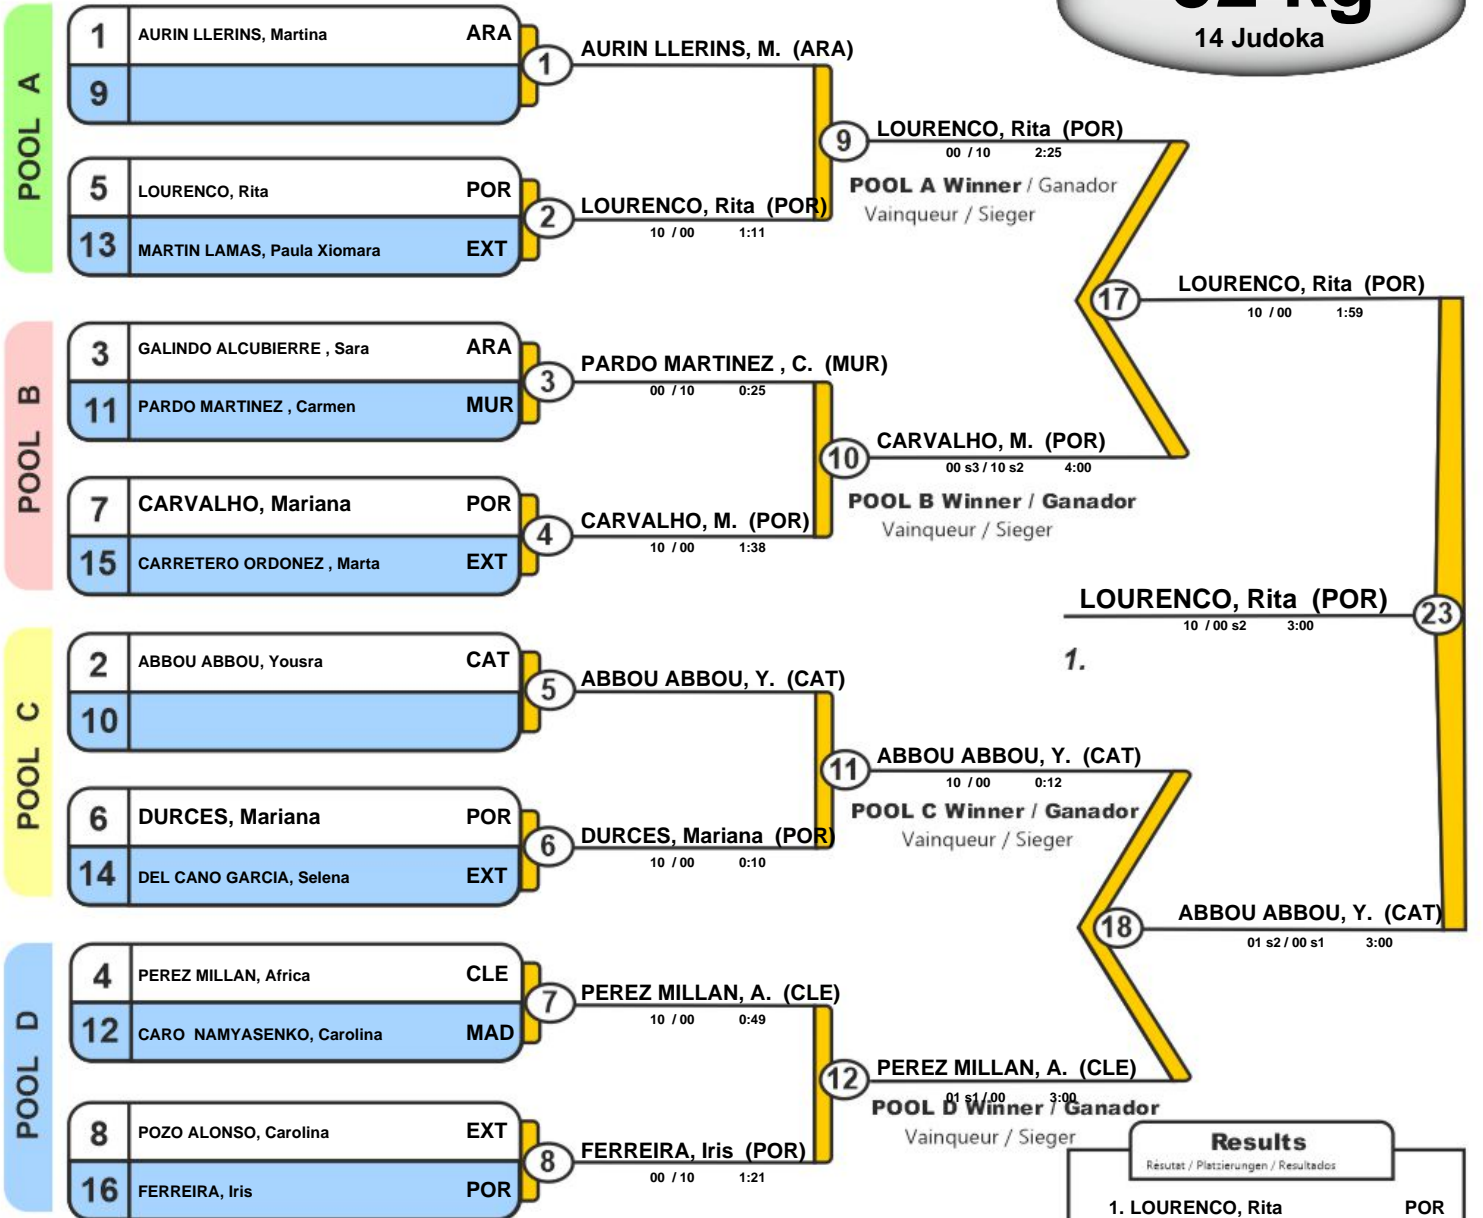 14 Judoka
POOL A
1 AURIN LLERINS, Martina ARA
9
5 LOURENCO, Rita POR
13 MARTIN LAMAS, Paula Xiomara EXT
POOL B
3 GALINDO ALCUBIERRE , Sara ARA
11 PARDO MARTINEZ , Carmen MUR
7 CARVALHO, Mariana POR
15 CARRETERO ORDONEZ , Marta EXT
POOL C
2 ABBOU ABBOU, Yousra CAT
10
6 DURCES, Mariana POR
14 DEL CANO GARCIA, Selena EXT
POOL D
4 PEREZ MILLAN, Africa CLE
12 CARO NAMYASENKO, Carolina MAD
8 POZO ALONSO, Carolina EXT
16 FERREIRA, Iris POR
1 AURIN LLERINS, M. (ARA)
2 LOURENCO, Rita (POR)
10 / 00 1:11
3 PARDO MARTINEZ , C. (MUR)
00 / 10 0:25
4 CARVALHO, M. (POR)
10 / 00 1:38
5 ABBOU ABBOU, Y. (CAT)
6 DURCES, Mariana (POR)
10 / 00 0:10
7 PEREZ MILLAN, A. (CLE)
10 / 00 0:49
8 FERREIRA, Iris (POR)
00 / 10 1:21
9 LOURENCO, Rita (POR)
00 / 10 2:25
POOL A Winner / Ganador
Vainqueur / Sieger
10 CARVALHO, M. (POR)
00 s3 / 10 s2 4:00
POOL B Winner / Ganador
Vainqueur / Sieger
11 ABBOU ABBOU, Y. (CAT)
10 / 00 0:12
POOL C Winner / Ganador
Vainqueur / Sieger
12 PEREZ MILLAN, A. (CLE)
01 s1 / 00 3:00
POOL D Winner / Ganador
Vainqueur / Sieger
17 LOURENCO, Rita (POR)
10 / 00 1:59
18 ABBOU ABBOU, Y. (CAT)
01 s2 / 00 s1 3:00
LOURENCO, Rita (POR) 23
10 / 00 s2 3:00
1.
Results
Résutat / Platzierungen / Resultados
1. LOURENCO, Rita POR